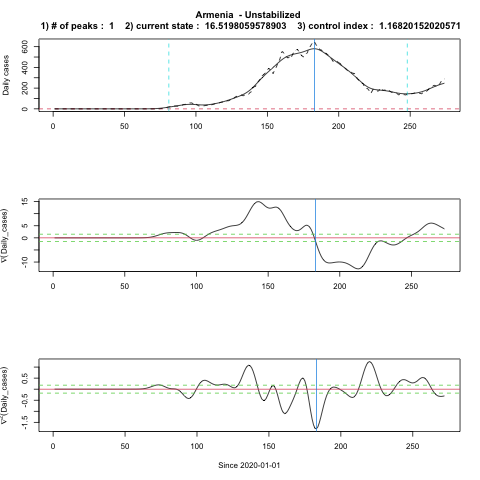 Armenia - Unstabilized
1) # of peaks : 1 2) current state : 16.5198059578903 3) control index : 1.16820152020571
Daily cases
0 200 400 600
0 50 100 150 200 250
∇(Daily_cases)
-10 0 5 15
0 50 100 150 200 250
∇²(Daily_cases)
-1.5 -0.5 0.5
0 50 100 150 200 250
Since 2020-01-01